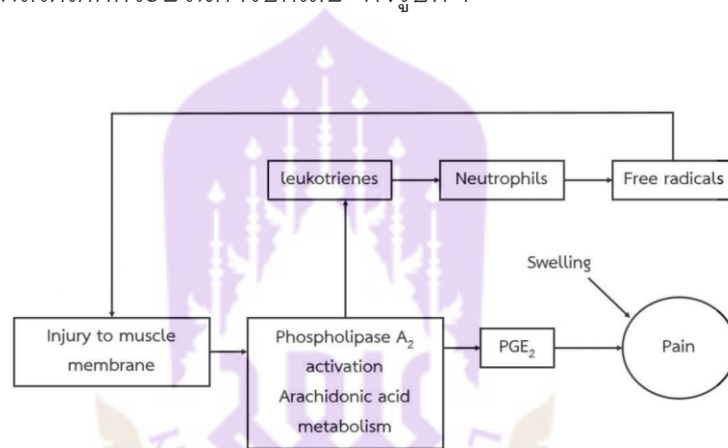 leukotrienes
Neutrophils
Free radicals
Swelling
Injury to muscle
membrane
Phospholipase A₂
activation
Arachidonic acid
metabolism
PGE₂
Pain